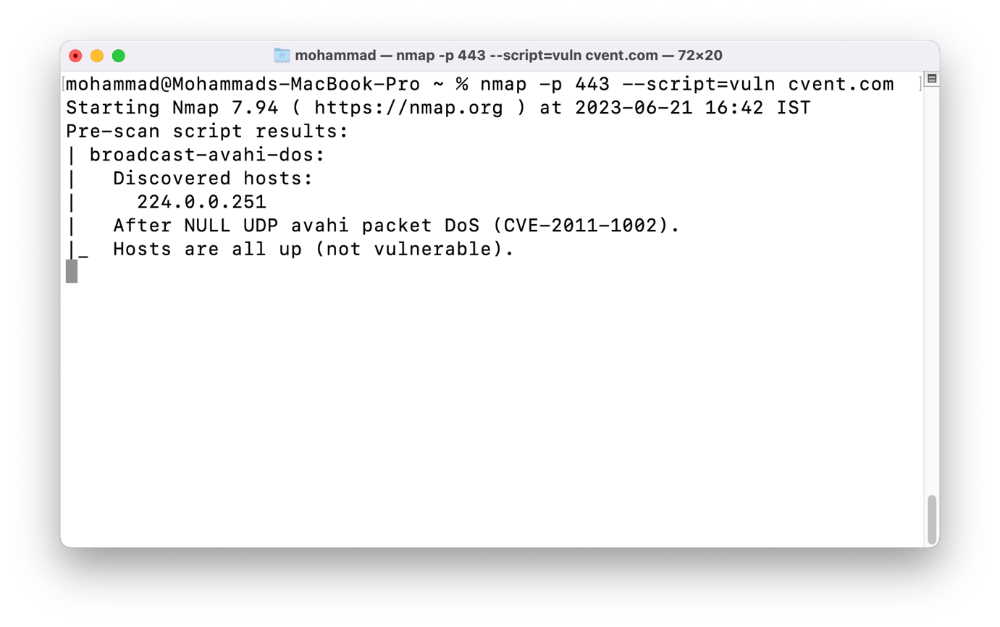 mohammad — nmap -p 443 --script=vuln cvent.com — 72×20
[mohammad@Mohammads-MacBook-Pro ~ % nmap -p 443 --script=vuln cvent.com ]
Starting Nmap 7.94 ( https://nmap.org ) at 2023-06-21 16:42 IST
Pre-scan script results:
| broadcast-avahi-dos:
|   Discovered hosts:
|     224.0.0.251
|   After NULL UDP avahi packet DoS (CVE-2011-1002).
|_  Hosts are all up (not vulnerable).